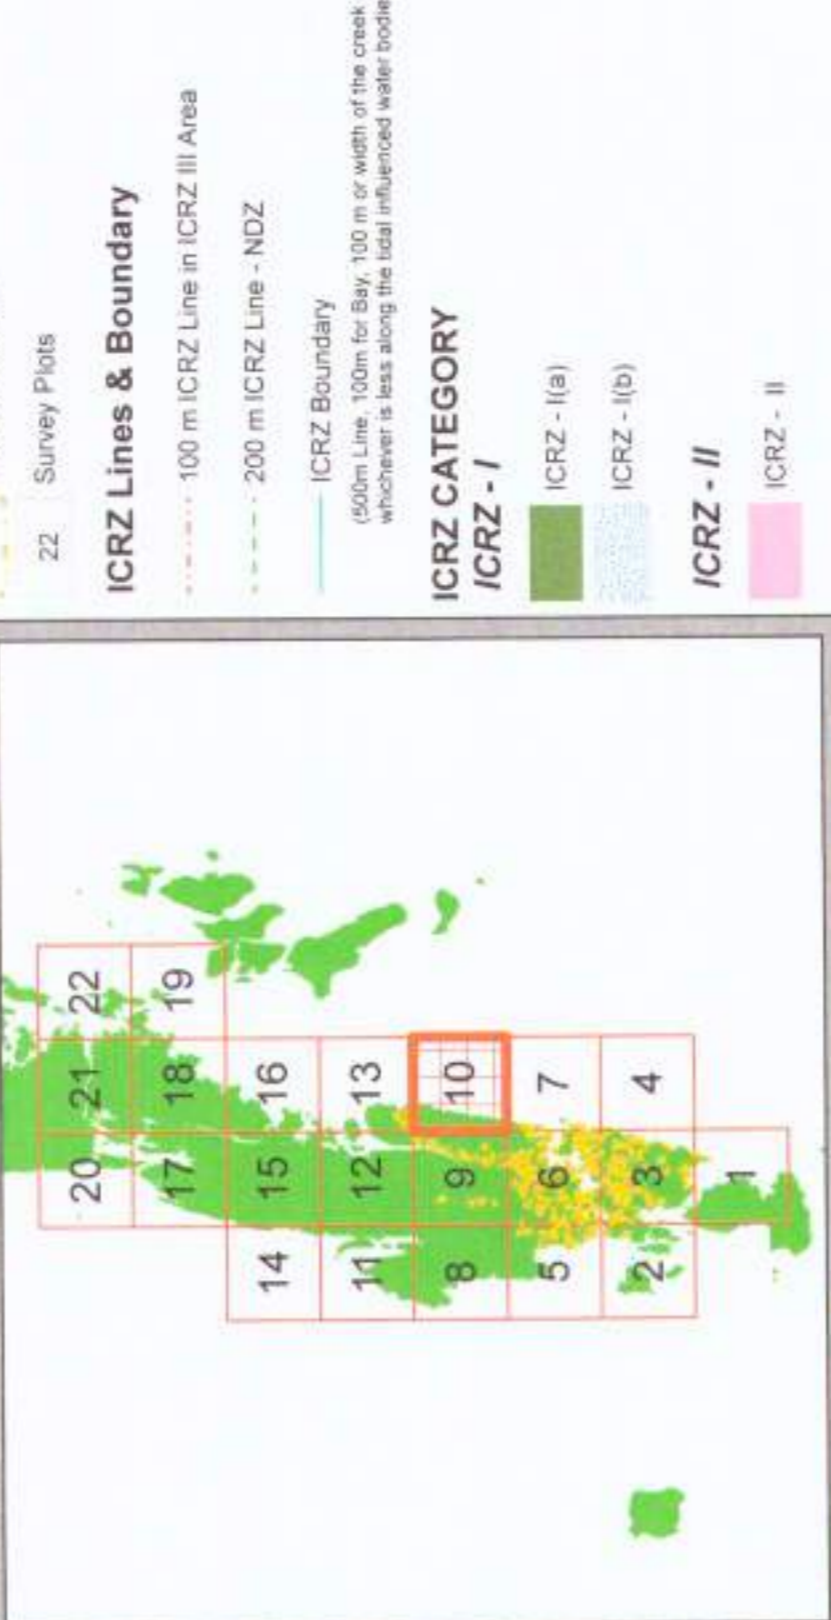 22 Survey Plots
ICRZ Lines & Boundary
100 m ICRZ Line in ICRZ III Area
200 m ICRZ Line - NDZ
ICRZ Boundary
(500m Line, 100m for Bay, 100 m or width of the creek
whichever is less along the tidal influenced water bodie
ICRZ CATEGORY
ICRZ - I
ICRZ - I(a)
ICRZ - I(b)
ICRZ - II
ICRZ - II
20 21 22
17 18 19
14 15 16
11 12 13
8 9 10
5 6 7
2 3 4
1